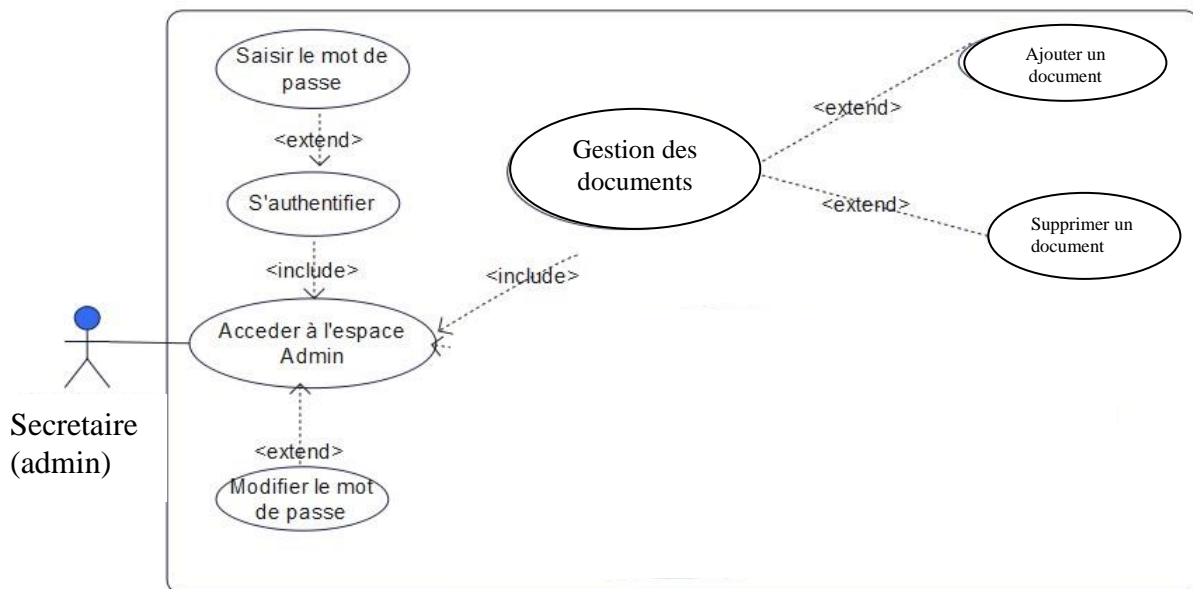 Saisir le mot de
passe
<extend>
S'authentifier
<include>
Acceder à l'espace
Admin
<extend>
Modifier le mot
de passe
Secretaire
(admin)
<include>
Gestion des
documents
<extend>
Ajouter un
document
<extend>
Supprimer un
document